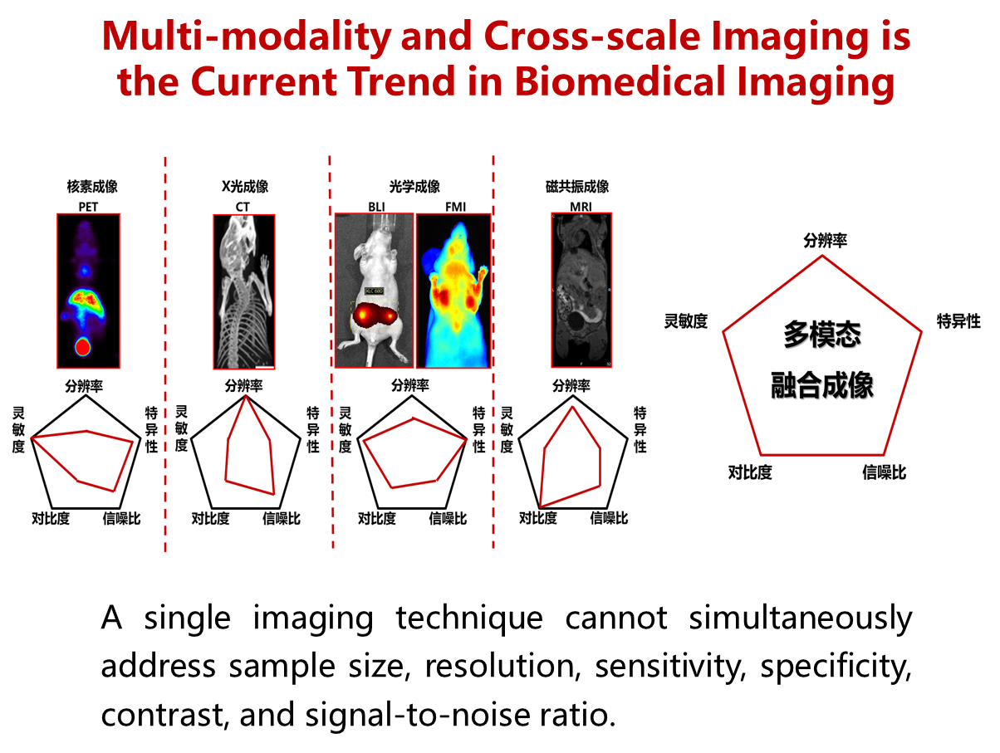 Multi-modality and Cross-scale Imaging is
the Current Trend in Biomedical Imaging
核素成像
PET
X光成像
CT
光学成像
BLI
FMI
磁共振成像
MRI
XLC 680
分辨率
灵敏度
特异性
对比度
信噪比
分辨率
灵敏度
特异性
对比度
信噪比
分辨率
灵敏度
特异性
对比度
信噪比
分辨率
灵敏度
特异性
对比度
信噪比
分辨率
灵敏度
特异性
多模态
融合成像
对比度
信噪比
A single imaging technique cannot simultaneously
address sample size, resolution, sensitivity, specificity,
contrast, and signal-to-noise ratio.